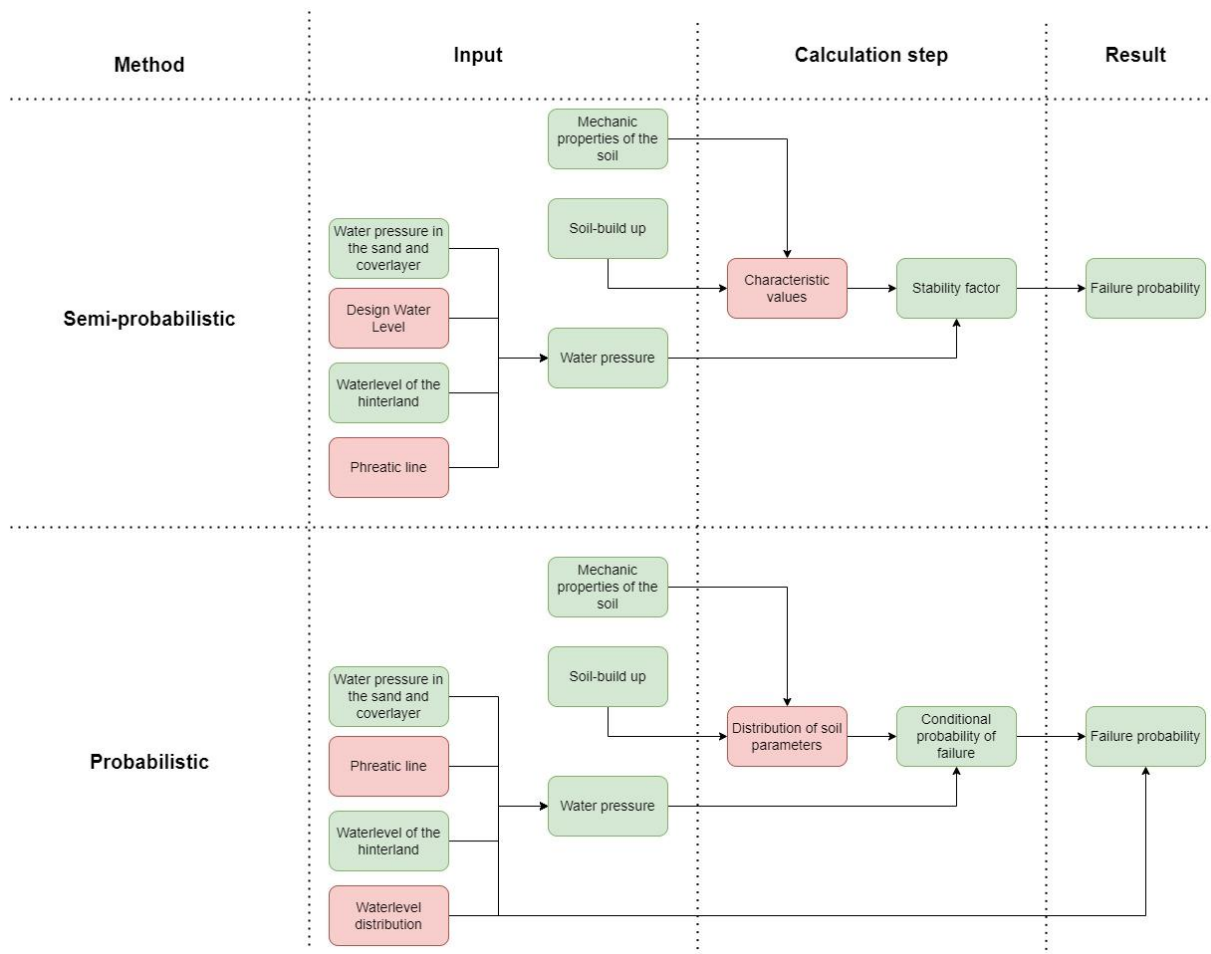 Method
Input
Calculation step
Result
Semi-probabilistic
Mechanic
properties of the
soil
Soil-build up
Water pressure in
the sand and
coverlayer
Design Water
Level
Waterlevel of the
hinterland
Phreatic line
Water pressure
Characteristic
values
Stability factor
Failure probability
Probabilistic
Mechanic
properties of the
soil
Soil-build up
Water pressure in
the sand and
coverlayer
Phreatic line
Waterlevel of the
hinterland
Waterlevel
distribution
Water pressure
Distribution of soil
parameters
Conditional
probability of
failure
Failure probability